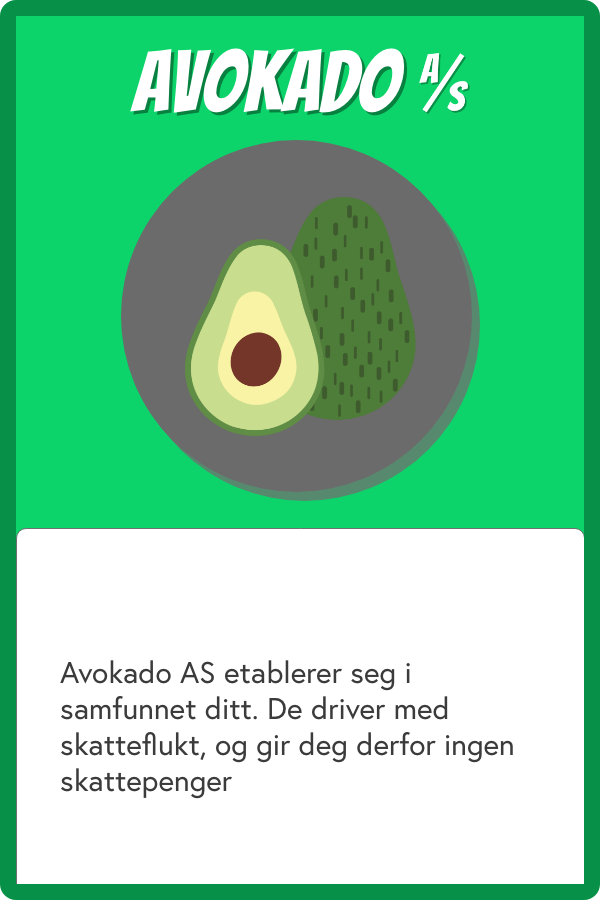 AVOKADO A/S
Avokado AS etablerer seg i
samfunnet ditt. De driver med
skatteflukt, og gir deg derfor ingen
skattepenger